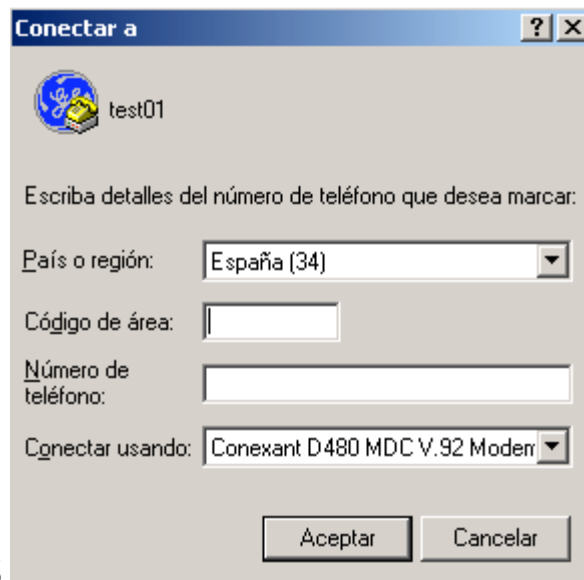 Conectar a
test01
Escriba detalles del número de teléfono que desea marcar:
País o región: España (34)
Código de área:
Número de
teléfono:
Conectar usando: Conexant D480 MDC V.92 Modem
Aceptar Cancelar